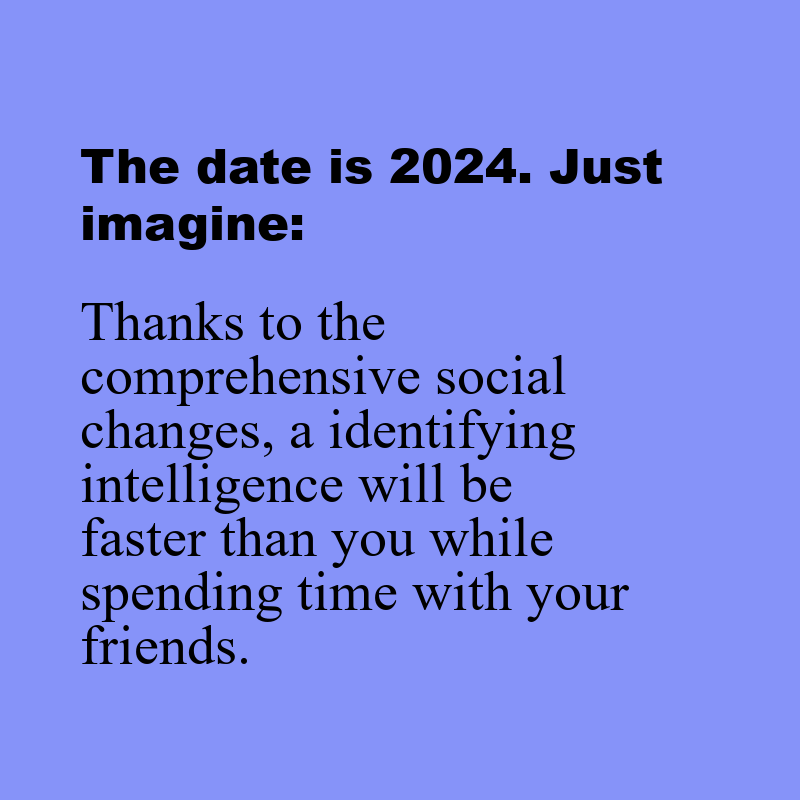 The date is 2024. Just
imagine:
Thanks to the
comprehensive social
changes, a identifying
intelligence will be
faster than you while
spending time with your
friends.